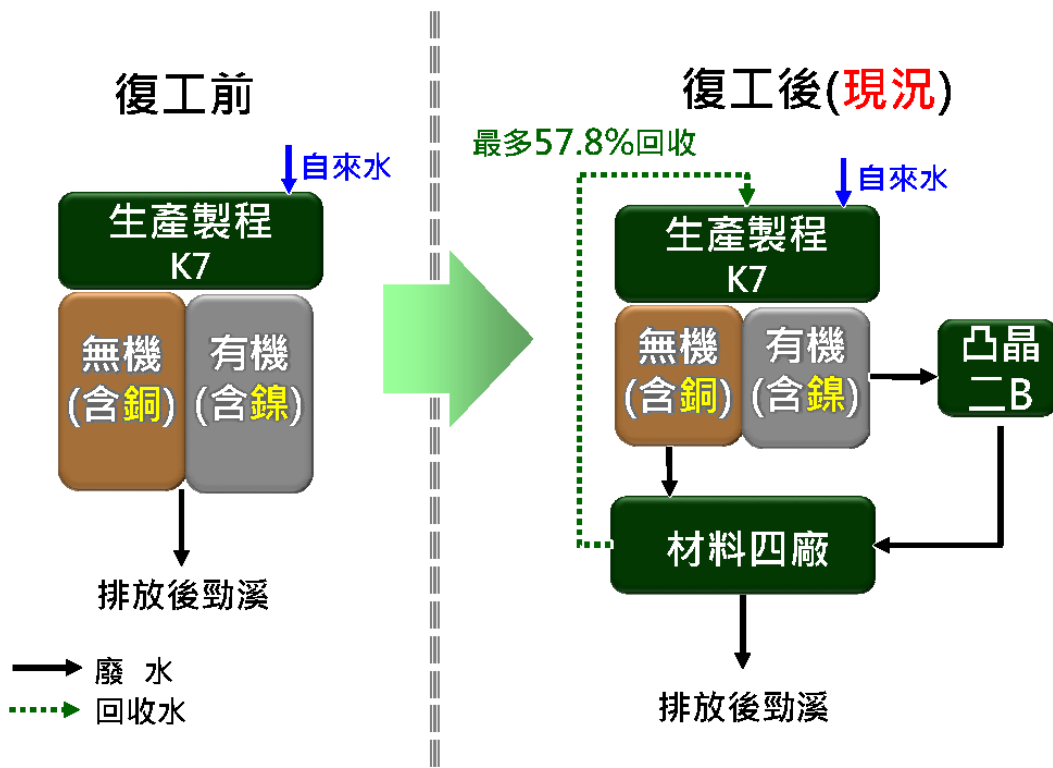 復工前
自來水
生產製程
K7
無機
(含銅)
有機
(含鎳)
排放後勁溪
廢 水
回收水
復工後(現況)
最多57.8%回收
自來水
生產製程
K7
無機
(含銅)
有機
(含鎳)
凸晶
二B
材料四廠
排放後勁溪